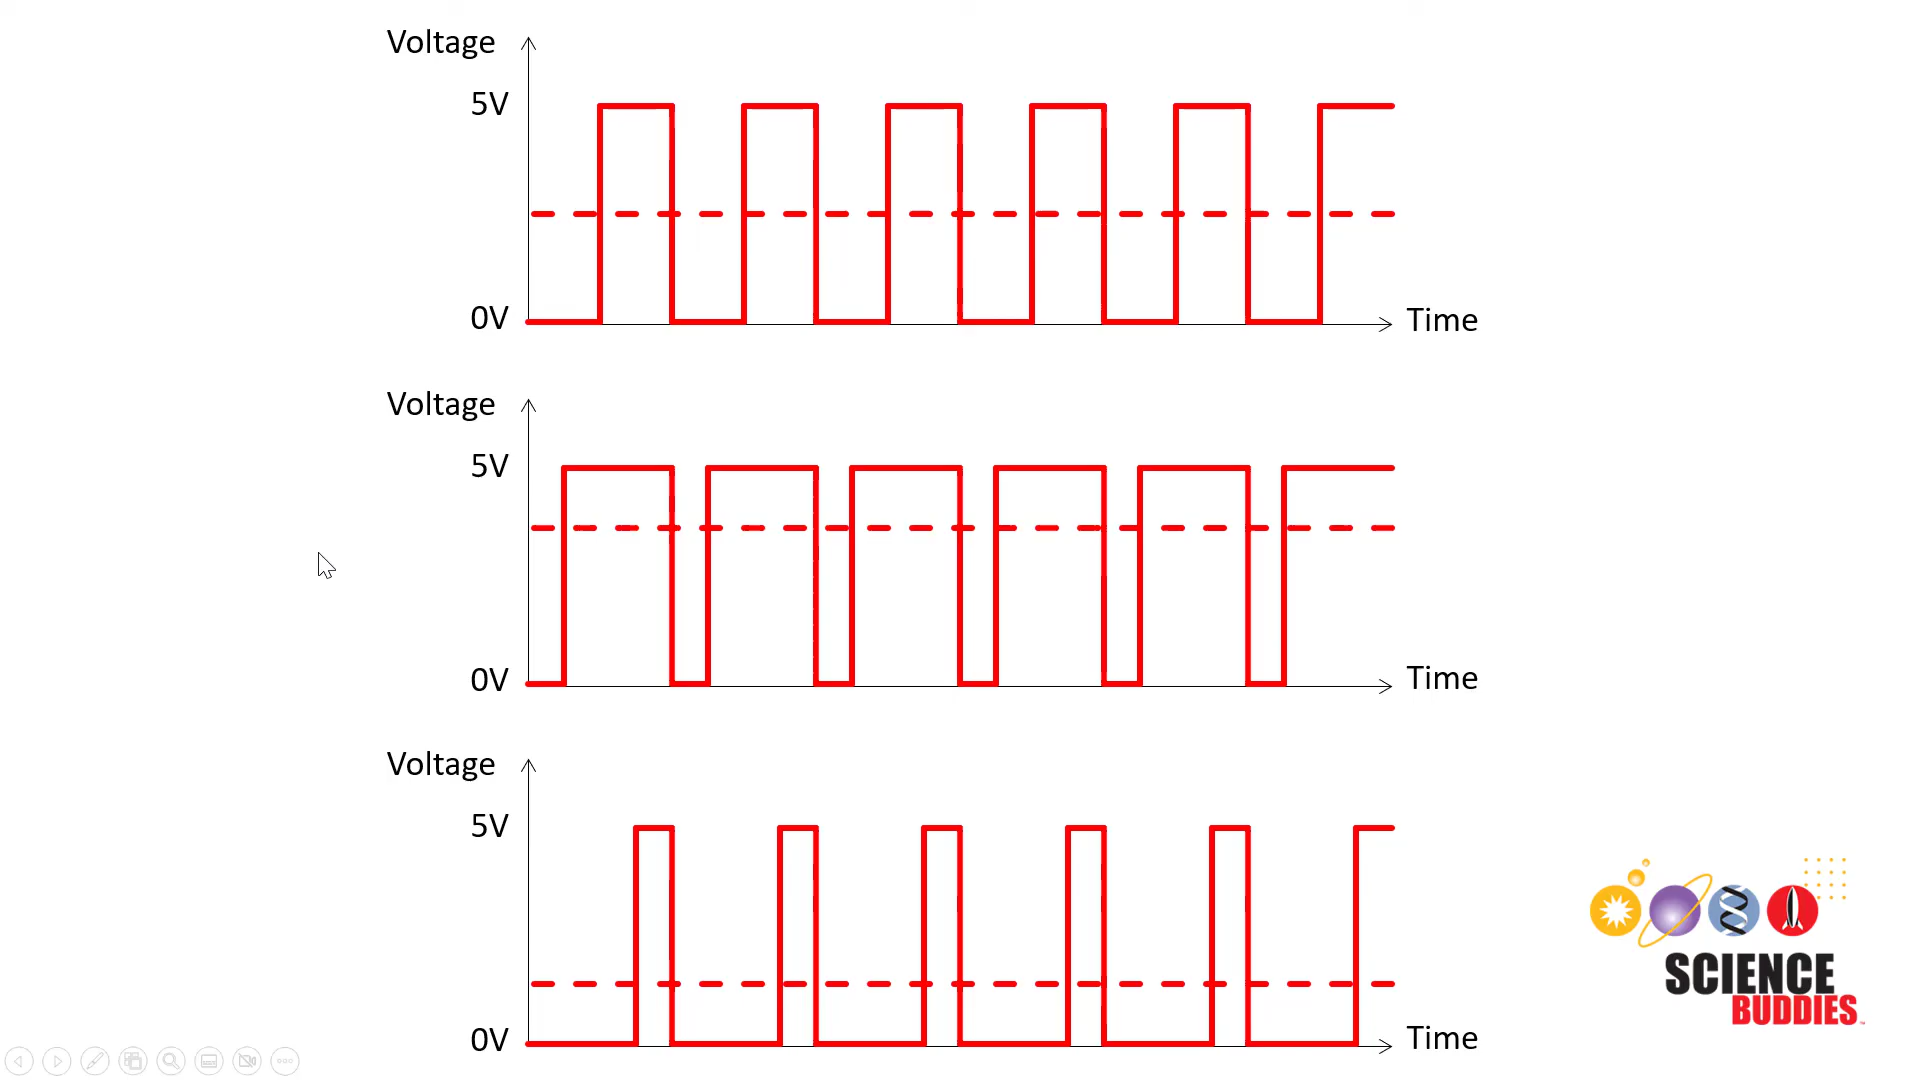 Voltage
5V
0V
Time
Voltage
5V
0V
Time
Voltage
5V
0V
Time
SCIENCE
BUDDIES